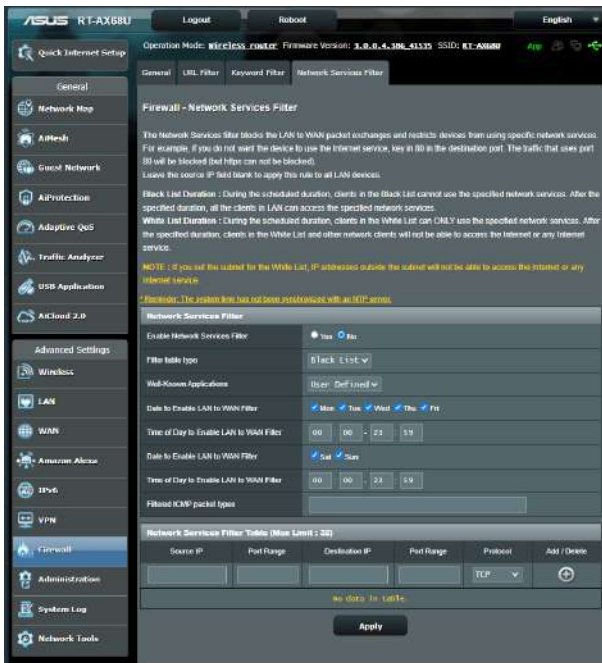 ASUS RT-AX68U
Logout
Reboot
English
Quick Internet Setup
Operation Mode: Wireless router Firmware Version: 3.0.0.4.386_41535 SSID: RT-AX68U
App
General
URL Filter
Keyword Filter
Network Services Filter
General
Network Map
AiMesh
Guest Network
AiProtection
Adaptive QoS
Traffic Analyzer
USB Application
AiCloud 2.0
Advanced Settings
Wireless
LAN
WAN
Amazon Alexa
IPv6
VPN
Firewall
Administration
System Log
Network Tools
Firewall - Network Services Filter
The Network Services filter blocks the LAN to WAN packet exchanges and restricts devices from using specific network services.
For example, if you do not want the device to use the Internet service, key in 80 in the destination port. The traffic that uses port
80 will be blocked (but https can not be blocked)
Leave the source IP field blank to apply this rule to all LAN devices.
Black List Duration : During the scheduled duration, clients in the Black List cannot use the specified network services. After the
specified duration, all the clients in LAN can access the specified network services.
White List Duration : During the scheduled duration, clients in the White List can ONLY use the specified network services. After
the specified duration, clients in the White List and other network clients will not be able to access the Internet or any Internet
service.
NOTE : If you set the subnet for the White List, IP addresses outside the subnet will not be able to access the Internet or any
Internet service.
* Reminder: The system time has not been synchronized with an NTP server.
Network Services Filter
Enable Network Services Filter
Yes No
Filter table type
Black List
Well-Known Applications
User Defined
Date to Enable LAN to WAN Filter
Mon Tue Wed Thu Fri
Time of Day to Enable LAN to WAN Filter
00 : 00 - 23 : 59
Date to Enable LAN to WAN Filter
Sat Sun
Time of Day to Enable LAN to WAN Filter
00 : 00 - 23 : 59
Filtered ICMP packet types
Network Services Filter Table (Max Limit : 32)
Source IP
Port Range
Destination IP
Port Range
Protocol
Add / Delete
TCP
No data in table.
Apply